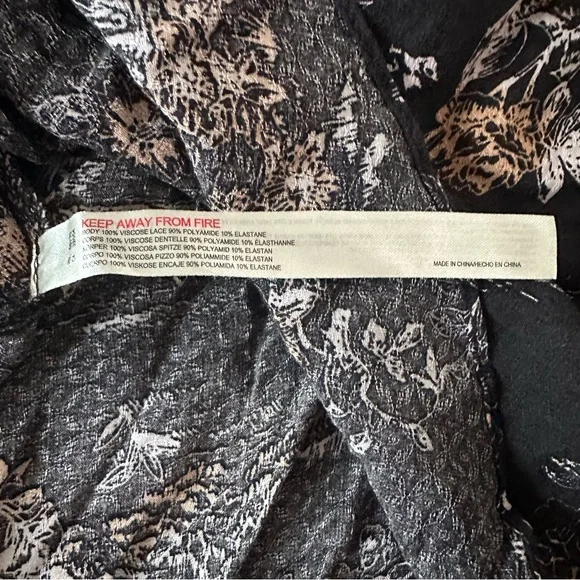 KEEP AWAY FROM FIRE
BODY 100% VISCOSE LACE 90% POLYAMIDE 10% ELASTANE
CORPS 100% VISCOSE DENTELLE 90% POLYAMIDE 10% ÉLASTHANNE
KÖRPER 100% VISCOSA SPITZE 90% POLYAMID 10% ELASTAN
CORPO 100% VISCOSA PIZZO 90% POLIAMMIDE 10% ELASTAN
CUERPO 100% VISKOSE ENCAJE 90% POLIAMIDA 10% ELASTANE
MADE IN CHINA/HECHO EN CHINA